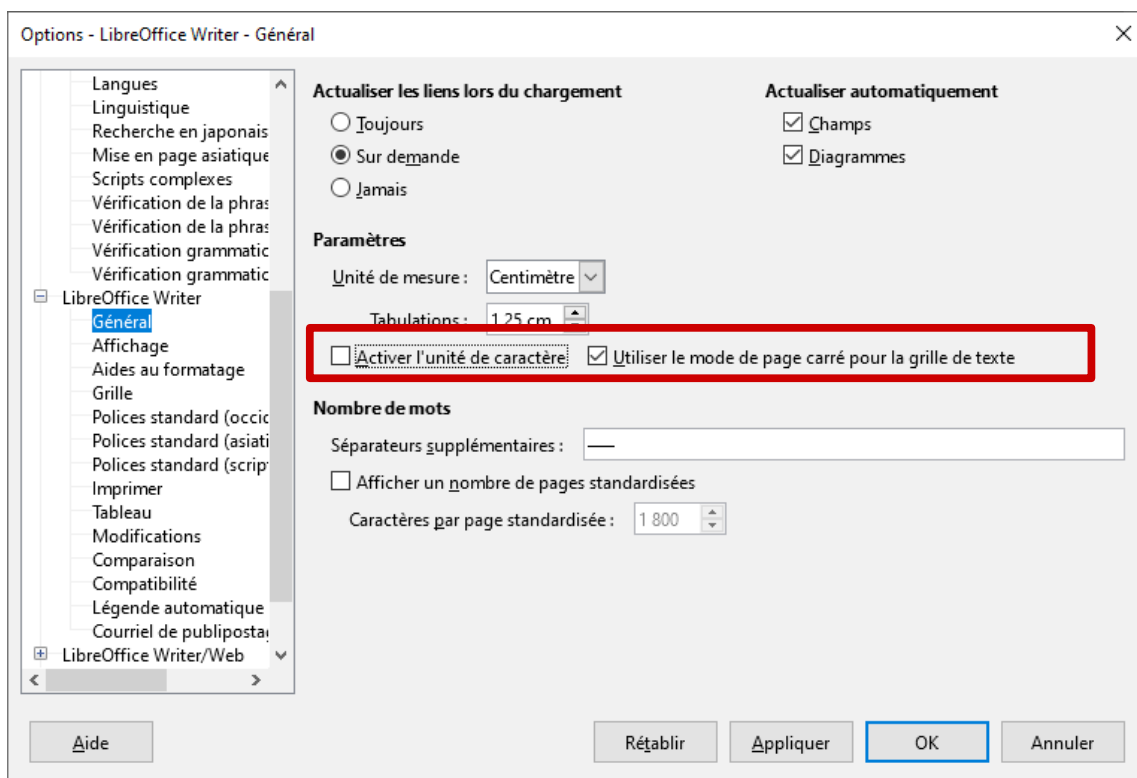 Options - LibreOffice Writer - Général
Langues
Linguistique
Recherche en japonais
Mise en page asiatique
Scripts complexes
Vérification de la phras
Vérification de la phras
Vérification grammatic
Vérification grammatic
LibreOffice Writer
Général
Affichage
Aides au formatage
Grille
Polices standard (occid
Polices standard (asiati
Polices standard (script
Imprimer
Tableau
Modifications
Comparaison
Compatibilité
Légende automatique
Courriel de publipostag
LibreOffice Writer/Web
Actualiser les liens lors du chargement
Toujours
Sur demande
Jamais
Actualiser automatiquement
Champs
Diagrammes
Paramètres
Unité de mesure : Centimètre
Tabulations : 1,25 cm
Activer l'unité de caractère Utiliser le mode de page carré pour la grille de texte
Nombre de mots
Séparateurs supplémentaires : —
Afficher un nombre de pages standardisées
Caractères par page standardisée : 1 800
Aide Rétablir Appliquer OK Annuler